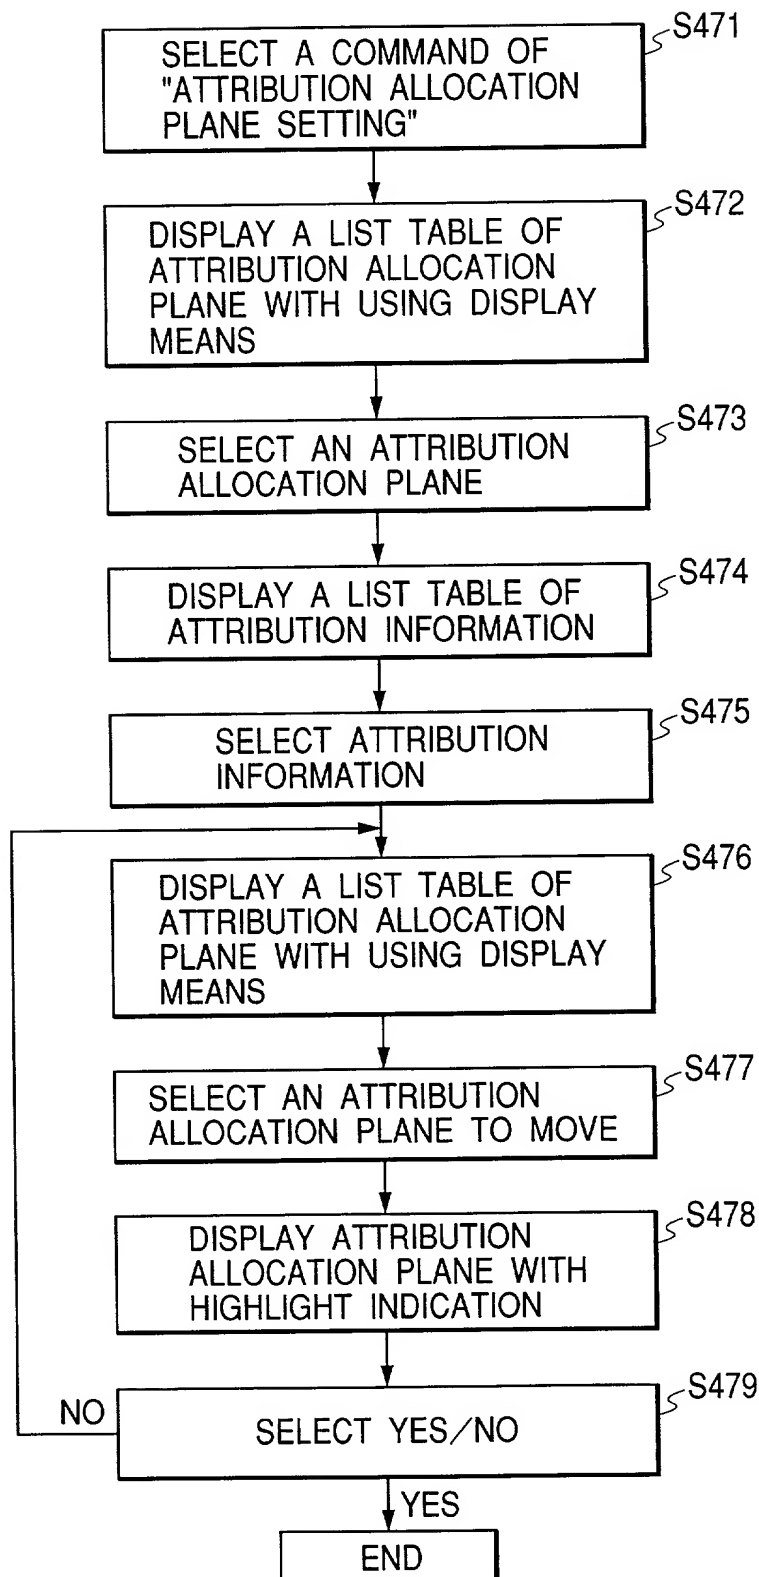 S471
SELECT A COMMAND OF
"ATTRIBUTION ALLOCATION
PLANE SETTING"
S472
DISPLAY A LIST TABLE OF
ATTRIBUTION ALLOCATION
PLANE WITH USING DISPLAY
MEANS
S473
SELECT AN ATTRIBUTION
ALLOCATION PLANE
S474
DISPLAY A LIST TABLE OF
ATTRIBUTION INFORMATION
S475
SELECT ATTRIBUTION
INFORMATION
S476
DISPLAY A LIST TABLE OF
ATTRIBUTION ALLOCATION
PLANE WITH USING DISPLAY
MEANS
S477
SELECT AN ATTRIBUTION
ALLOCATION PLANE TO MOVE
S478
DISPLAY ATTRIBUTION
ALLOCATION PLANE WITH
HIGHLIGHT INDICATION
S479
NO
SELECT YES/NO
YES
END